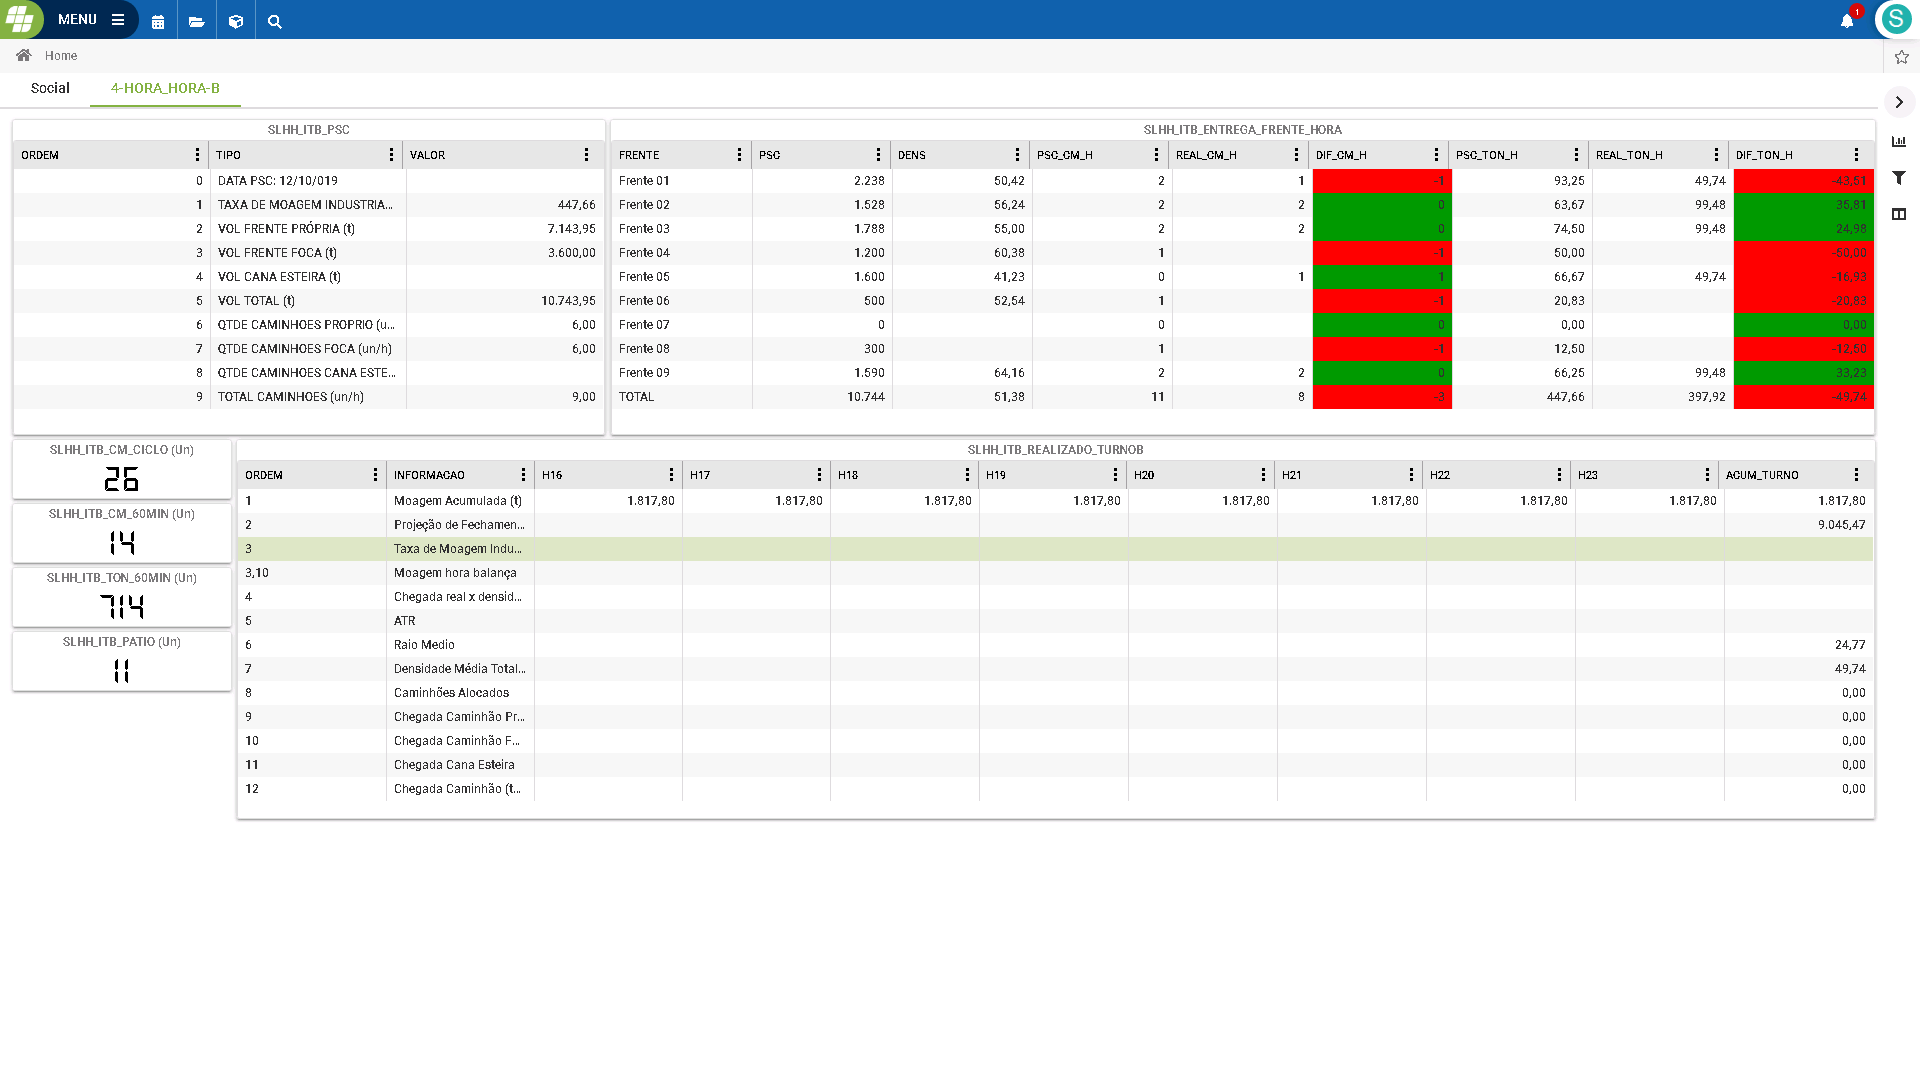 MENU
1
S
Home
Social
4-HORA_HORA-B
SLHH_ITB_PSC
ORDEM TIPO VALOR
0 DATA PSC: 12/10/019
1 TAXA DE MOAGEM INDUSTRIA... 447,66
2 VOL FRENTE PRÓPRIA (t) 7.143,95
3 VOL FRENTE FOCA (t) 3.600,00
4 VOL CANA ESTEIRA (t)
5 VOL TOTAL (t) 10.743,95
6 QTDE CAMINHOES PROPRIO (u... 6,00
7 QTDE CAMINHOES FOCA (un/h) 6,00
8 QTDE CAMINHOES CANA ESTE...
9 TOTAL CAMINHOES (un/h) 9,00
SLHH_ITB_ENTREGA_FRENTE_HORA
FRENTE PSC DENS PSC_CM_H REAL_CM_H DIF_CM_H PSC_TON_H REAL_TON_H DIF_TON_H
Frente 01 2.238 50,42 2 1 -1 93,25 49,74 -43,51
Frente 02 1.528 56,24 2 2 0 63,67 99,48 35,81
Frente 03 1.788 55,00 2 2 0 74,50 99,48 24,98
Frente 04 1.200 60,38 1 -1 50,00 -50,00
Frente 05 1.600 41,23 0 1 1 66,67 49,74 -16,93
Frente 06 500 52,54 1 -1 20,83 -20,83
Frente 07 0 0 0 0,00 0,00
Frente 08 300 1 -1 12,50 -12,50
Frente 09 1.590 64,16 2 2 0 66,25 99,48 33,23
TOTAL 10.744 51,38 11 8 -3 447,66 397,92 -49,74
SLHH_ITB_CM_CICLO (Un)
26
SLHH_ITB_CM_60MIN (Un)
14
SLHH_ITB_TON_60MIN (Un)
714
SLHH_ITB_PATIO (Un)
11
SLHH_ITB_REALIZADO_TURNOB
ORDEM INFORMACAO H16 H17 H18 H19 H20 H21 H22 H23 ACUM_TURNO
1 Moagem Acumulada (t) 1.817,80 1.817,80 1.817,80 1.817,80 1.817,80 1.817,80 1.817,80 1.817,80 1.817,80
2 Projeção de Fechamen... 9.045,47
3 Taxa de Moagem Indu...
3,10 Moagem hora balança
4 Chegada real x densid...
5 ATR
6 Raio Medio 24,77
7 Densidade Média Total... 49,74
8 Caminhões Alocados 0,00
9 Chegada Caminhão Pr... 0,00
10 Chegada Caminhão F... 0,00
11 Chegada Cana Esteira 0,00
12 Chegada Caminhão (t... 0,00